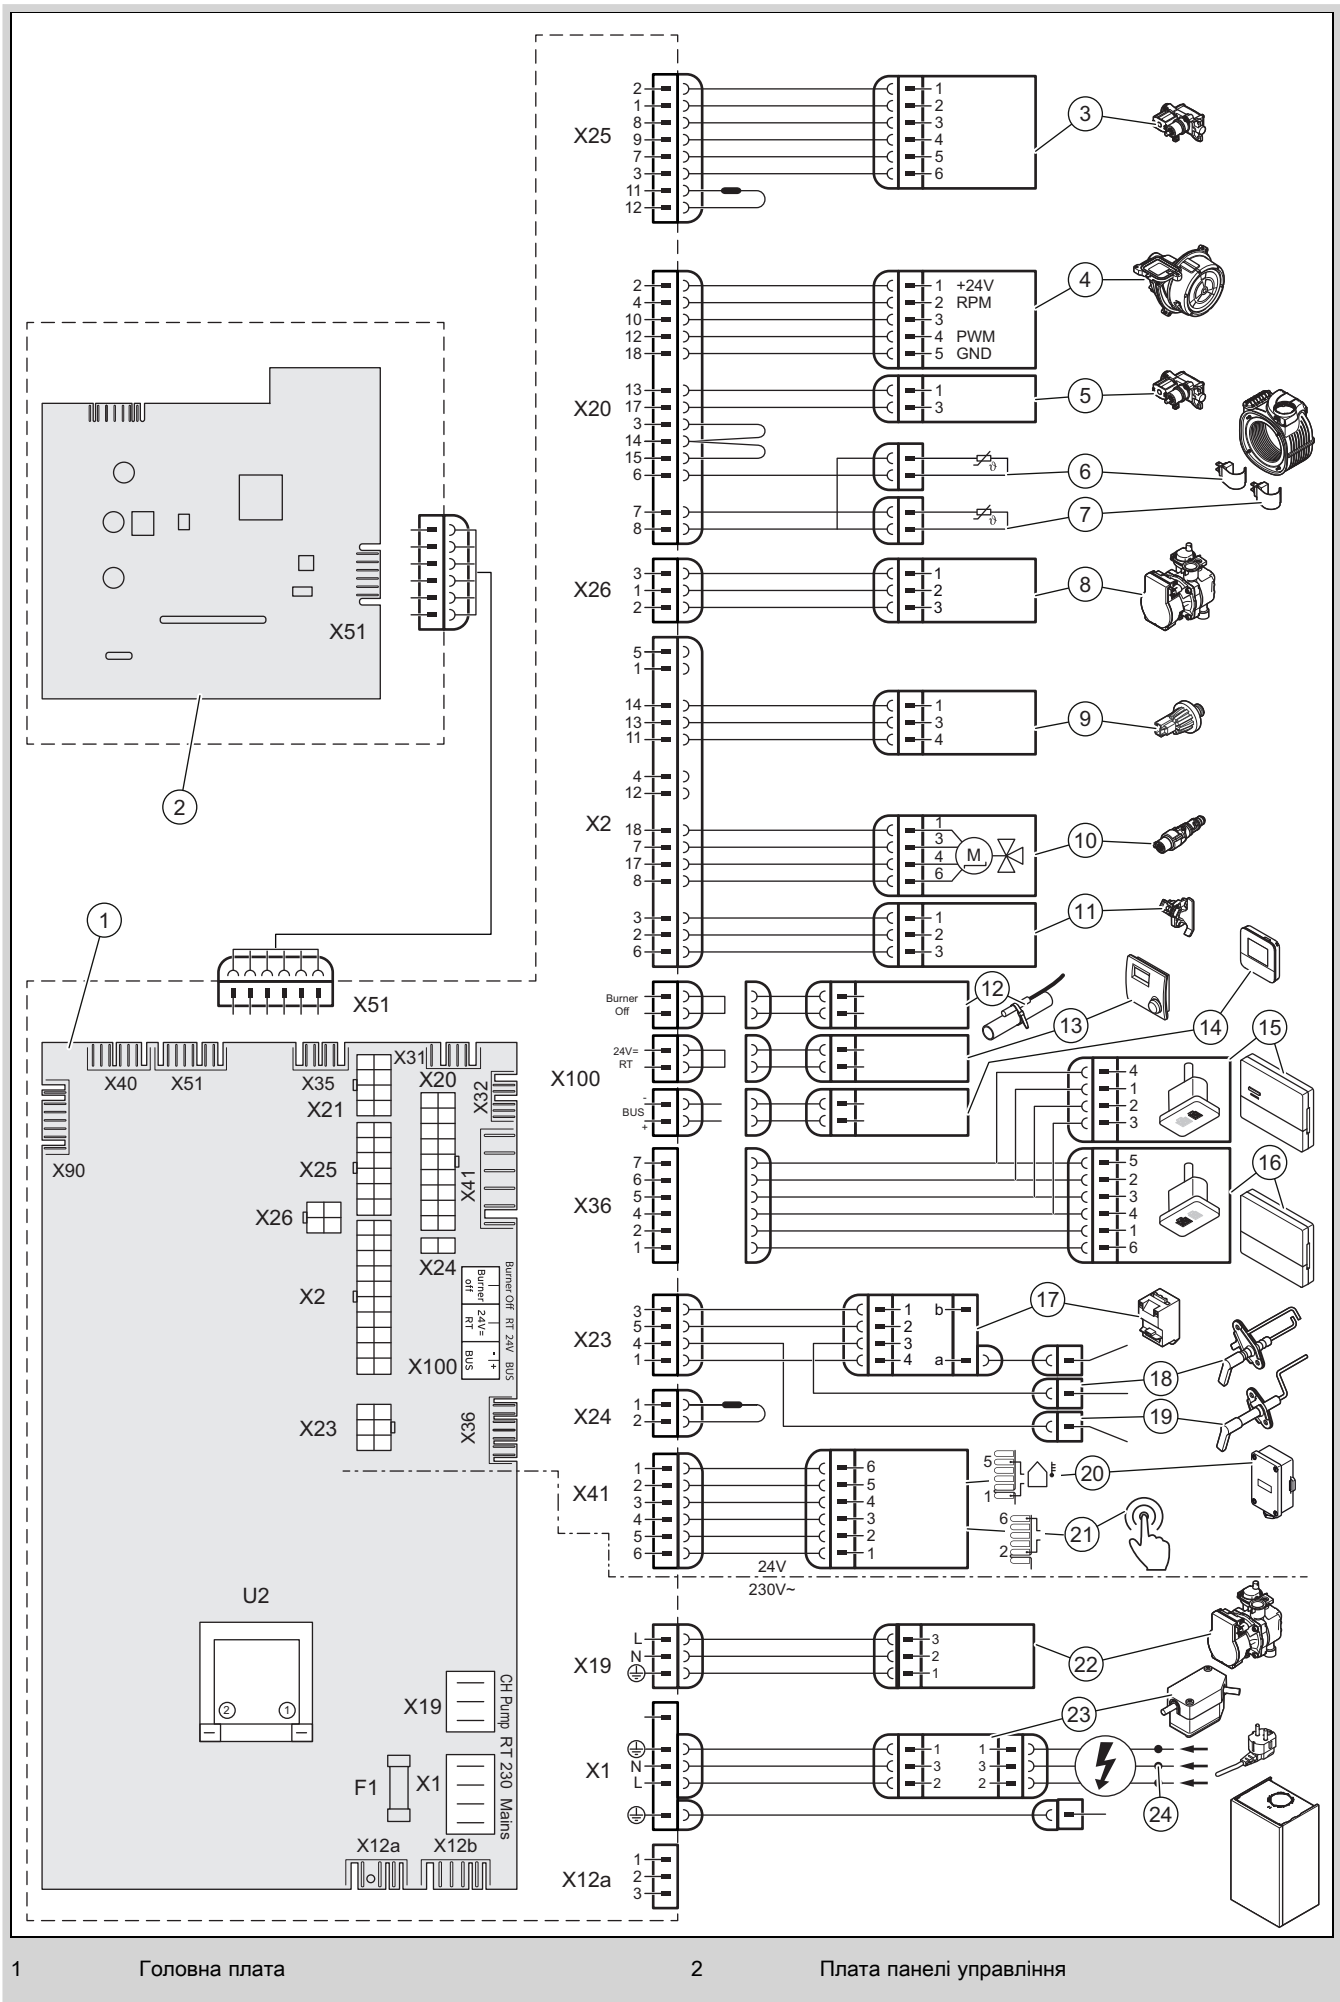 X25
2 1
1 2
8 3
9 4
7 5
3 6
11
12
3
X20
2 1 +24V
4 2 RPM
10 3
12 4 PWM
18 5 GND
4
13 1
17 3
5
3
14
15
6
ϑ
6
7
8
ϑ
7
X26
3 1
1 2
2 3
8
X2
5
1
14 1
13 3
11 4
9
4
12
18 1
7 3
17 4
8 6
M
10
3 1
2 2
6 3
11
X51
2
1
X51
X100
Burner
Off
12
24V=
RT
13
-
BUS
+
14
4
1
2
3
15
X36
7 5
6 2
5 3
4 4
2 1
1 6
16
X23
3 1 b
5 2
4 3
1 4 a
17
18
19
X24
1
2
X41
1 6
2 5
3 4
4 3
5 2
6 1
5
1
20
6
2
21
24V
230V~
X19
L 3
N 2
1
22
X1
1 1
N 3 3
L 2 2
23
24
X12a
1
2
3
X40
X51
X35
X31
X20
X32
X21
X90
X25
X41
X26
X24
X2
Burner
off
24V=
RT
BUS
-
+
Burner Off RT 24V BUS
X100
X23
X36
U2
2
1
X19
F1
X1
CH Pump RT 230 Mains
X12a
X12b
1 Головна плата
2 Плата панелі управління